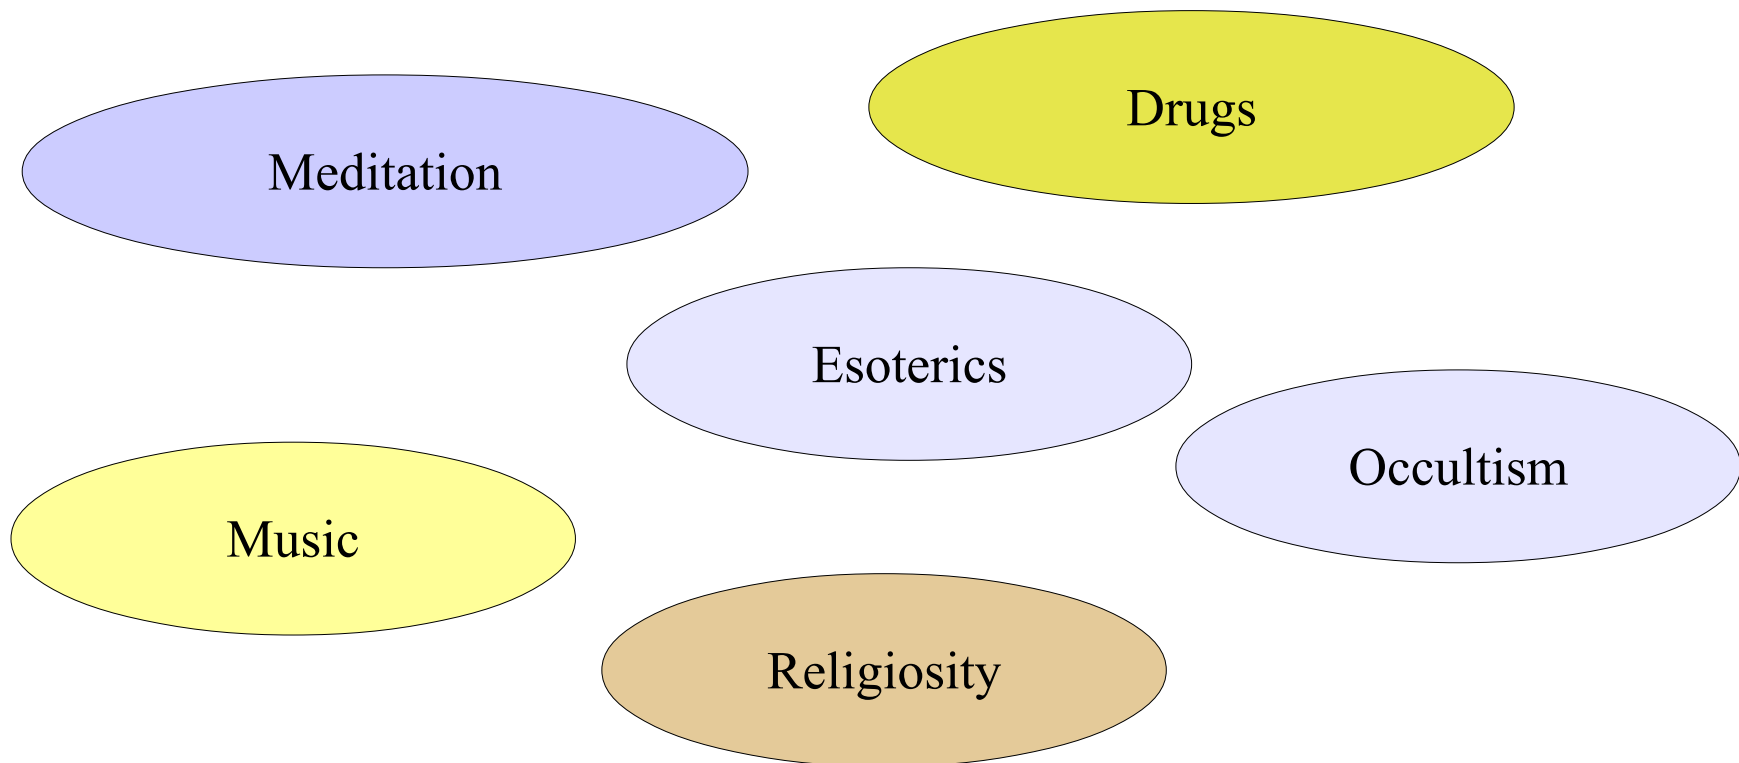 Drugs
Meditation
Esoterics
Occultism
Music
Religiosity